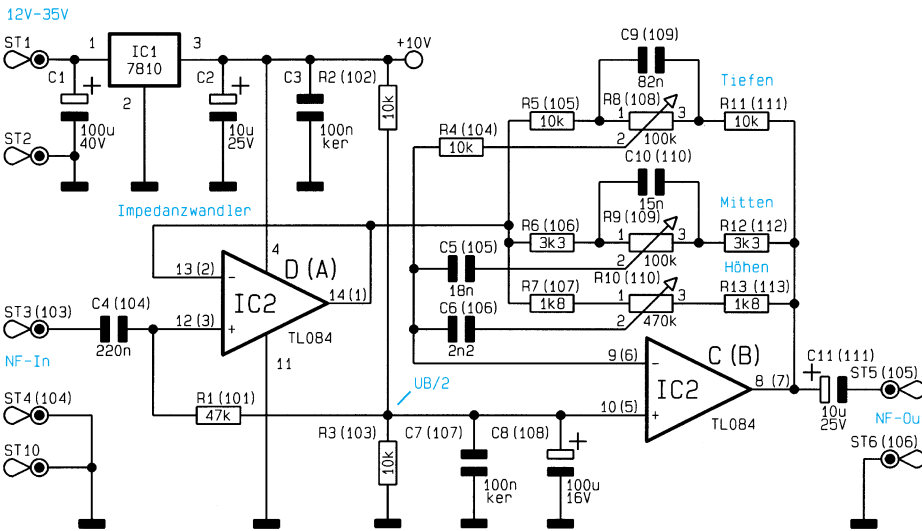 12V-35V
ST1
1
IC1
7810
3
2
C1
+
100u
40V
ST2
C2
+
10u
25V
C3
100n
ker
R2 (102)
10k
+10V
C9 (109)
82n
Tiefen
R5 (105)
10k
R8 (108)
1
3
2
100k
R11 (111)
10k
R4 (104)
10k
C10 (110)
15n
Mitten
R6 (106)
3k3
R9 (109)
1
3
2
100k
R12 (112)
3k3
C5 (105)
18n
Höhen
R7 (107)
1k8
R10 (110)
1
3
2
470k
R13 (113)
1k8
C6 (106)
2n2
Impedanzwandler
4
13 (2)
−
D (A)
IC2
14 (1)
12 (3)
+
TL084
11
ST3 (103)
C4 (104)
220n
NF-In
ST4 (104)
ST10
R1 (101)
47k
UB/2
R3 (103)
10k
C7 (107)
100n
ker
C8 (108)
+
100u
16V
9 (6)
−
C (B)
IC2
8 (7)
10 (5)
+
TL084
C11 (111)
+
10u
25V
ST5 (105)
NF-Ou
ST6 (106)